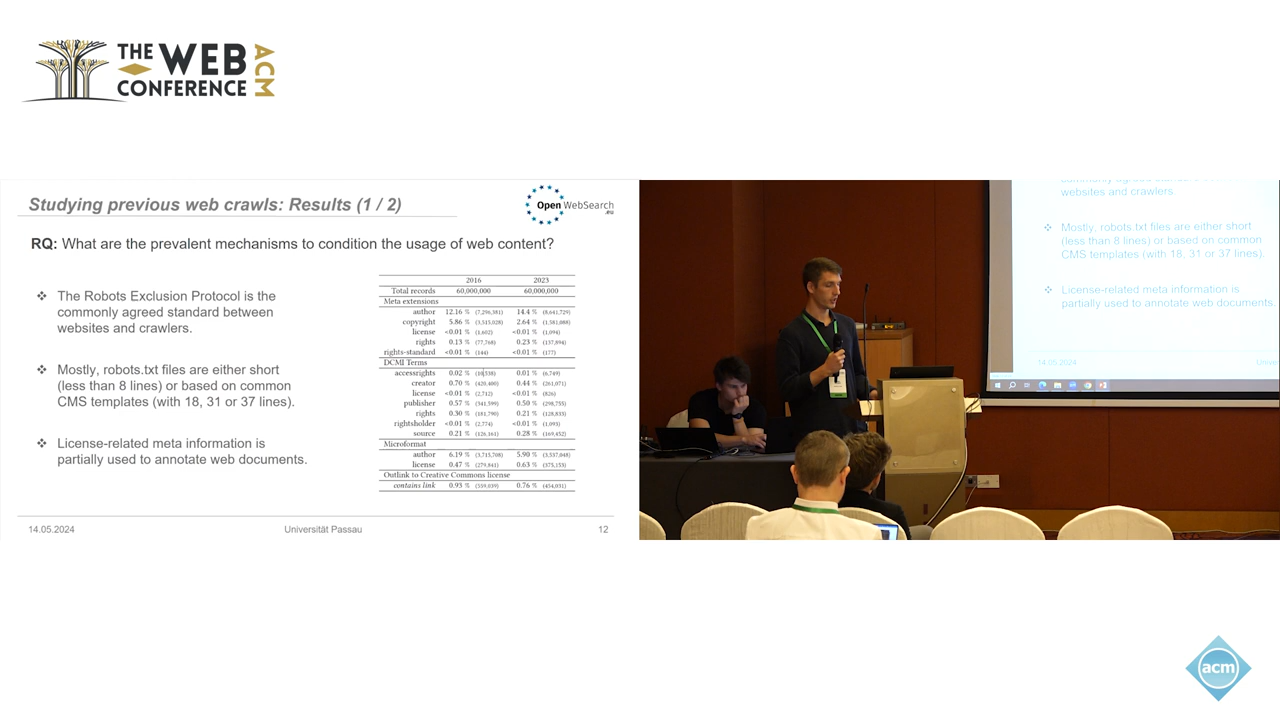 THE WEB
CONFERENCE
ACM
Studying previous web crawls: Results (1 / 2)
Open WebSearch
.eu
RQ: What are the prevalent mechanisms to condition the usage of web content?
❖ The Robots Exclusion Protocol is the
commonly agreed standard between
websites and crawlers.
❖ Mostly, robots.txt files are either short
(less than 8 lines) or based on common
CMS templates (with 18, 31 or 37 lines).
❖ License-related meta information is
partially used to annotate web documents.
2016 2023
Total records 60,000,000 60,000,000
Meta extensions
author 12.16 % (7,296,381) 14.4 % (8,641,729)
copyright 5.86 % (3,515,028) 2.64 % (1,581,088)
license <0.01 % (1,602) <0.01 % (1,094)
rights 0.13 % (77,768) 0.23 % (137,894)
rights-standard <0.01 % (144) <0.01 % (177)
DCMI Terms
accessrights 0.02 % (10,538) 0.01 % (6,749)
creator 0.70 % (420,400) 0.44 % (261,071)
license <0.01 % (2,712) <0.01 % (826)
publisher 0.57 % (341,599) 0.50 % (298,755)
rights 0.30 % (181,790) 0.21 % (128,833)
rightsholder <0.01 % (2,774) <0.01 % (1,093)
source 0.21 % (126,161) 0.28 % (169,452)
Microformat
author 6.19 % (3,715,708) 5.90 % (3,537,048)
license 0.47 % (279,841) 0.63 % (375,153)
Outlink to Creative Commons license
contains link 0.93 % (559,039) 0.76 % (454,031)
14.05.2024 Universität Passau 12
websites and crawlers
❖ Mostly, robots.txt files are either short
(less than 8 lines) or based on common
CMS templates (with 18, 31 or 37 lines).
❖ License-related meta information is
partially used to annotate web documents.
14.05.2024
acm